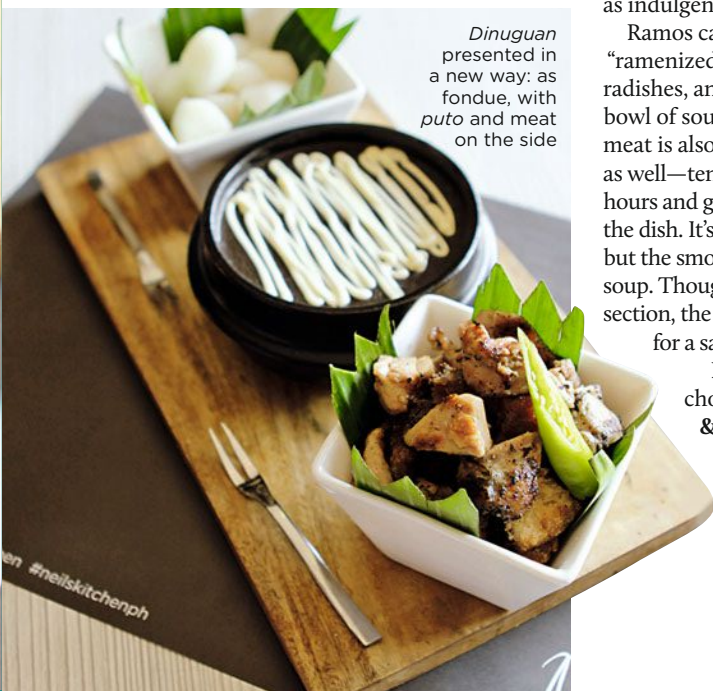 Dinuguan
presented in
a new way: as
fondue, with
puto and meat
on the side
as indulgen
Ramos ca
“ramenized
radishes, an
bowl of sou
meat is also
as well—ten
hours and g
the dish. It’s
but the smo
soup. Thoug
section, the
for a sa
cho
&
en #neilskitchenph